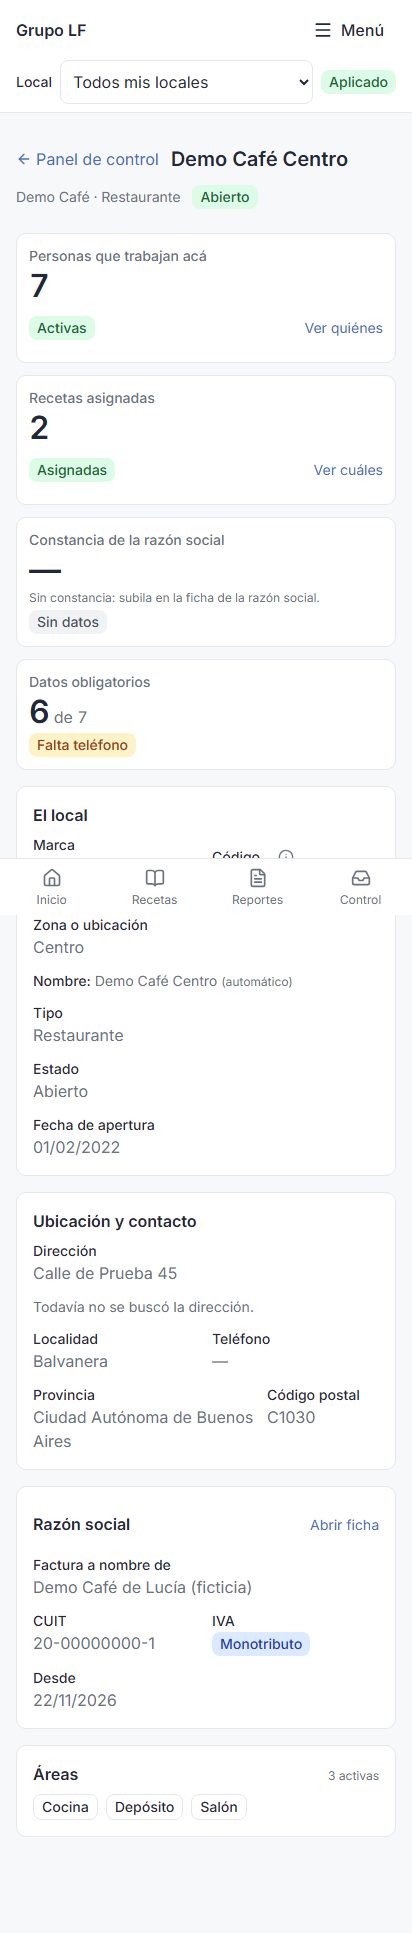 Grupo LF
Menú
Local
Todos mis locales
Aplicado
Panel de control
Demo Café Centro
Demo Café · Restaurante
Abierto
Personas que trabajan acá
7
Activas
Ver quiénes
Recetas asignadas
2
Asignadas
Ver cuáles
Constancia de la razón social
—
Sin constancia: subila en la ficha de la razón social.
Sin datos
Datos obligatorios
6 de 7
Falta teléfono
El local
Marca
Código
Inicio
Recetas
Reportes
Control
Zona o ubicación
Centro
Nombre: Demo Café Centro (automático)
Tipo
Restaurante
Estado
Abierto
Fecha de apertura
01/02/2022
Ubicación y contacto
Dirección
Calle de Prueba 45
Todavía no se buscó la dirección.
Localidad
Teléfono
Balvanera
—
Provincia
Código postal
Ciudad Autónoma de Buenos Aires
C1030
Razón social
Abrir ficha
Factura a nombre de
Demo Café de Lucía (ficticia)
CUIT
IVA
20-00000000-1
Monotributo
Desde
22/11/2026
Áreas
3 activas
Cocina
Depósito
Salón